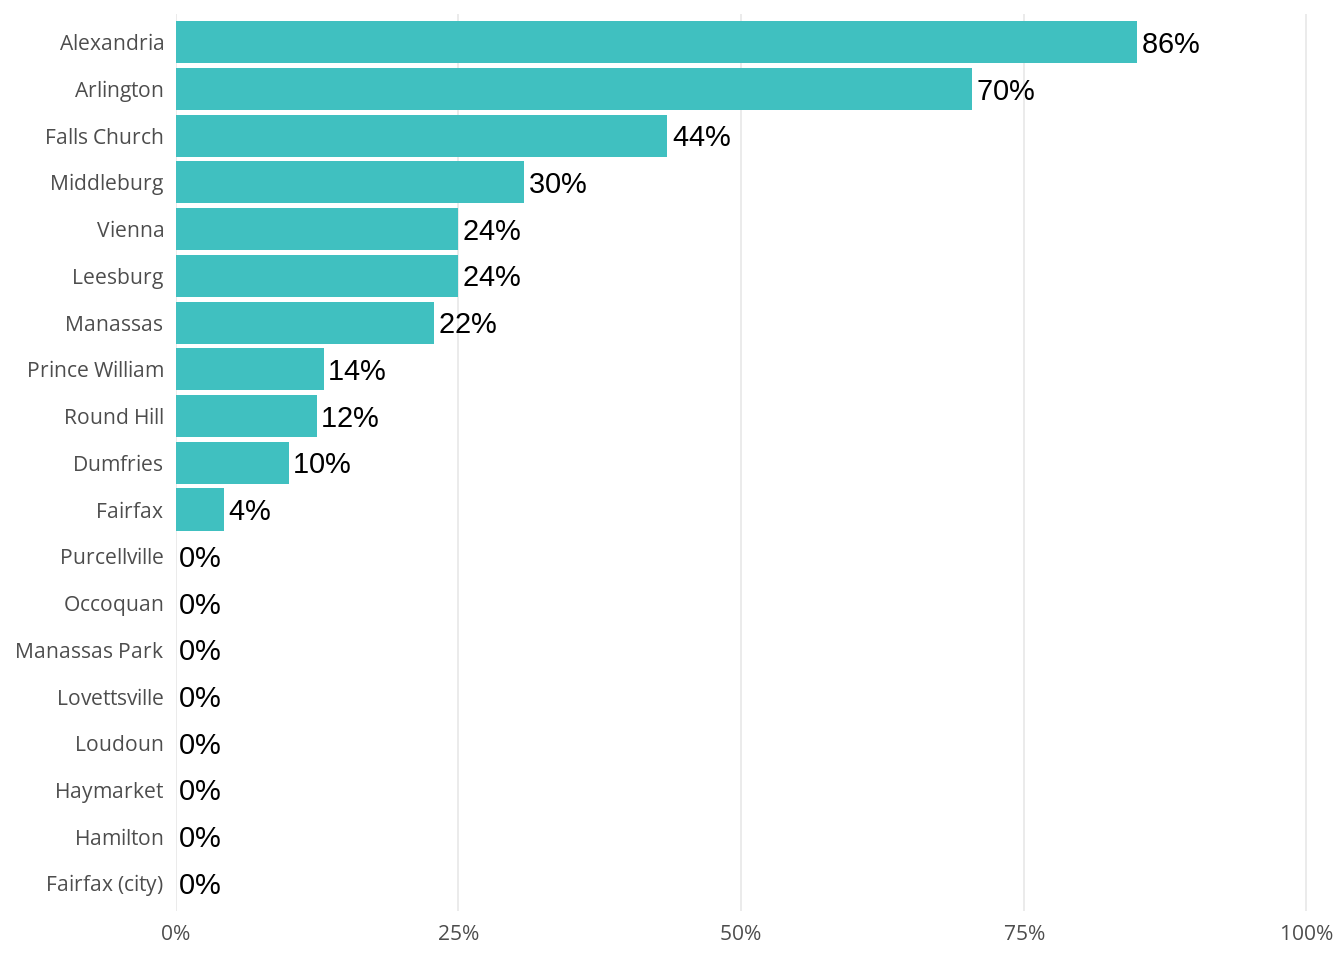 Alexandria 86%
Arlington 70%
Falls Church 44%
Middleburg 30%
Vienna 24%
Leesburg 24%
Manassas 22%
Prince William 14%
Round Hill 12%
Dumfries 10%
Fairfax 4%
Purcellville 0%
Occoquan 0%
Manassas Park 0%
Lovettsville 0%
Loudoun 0%
Haymarket 0%
Hamilton 0%
Fairfax (city) 0%
0% 25% 50% 75% 100%